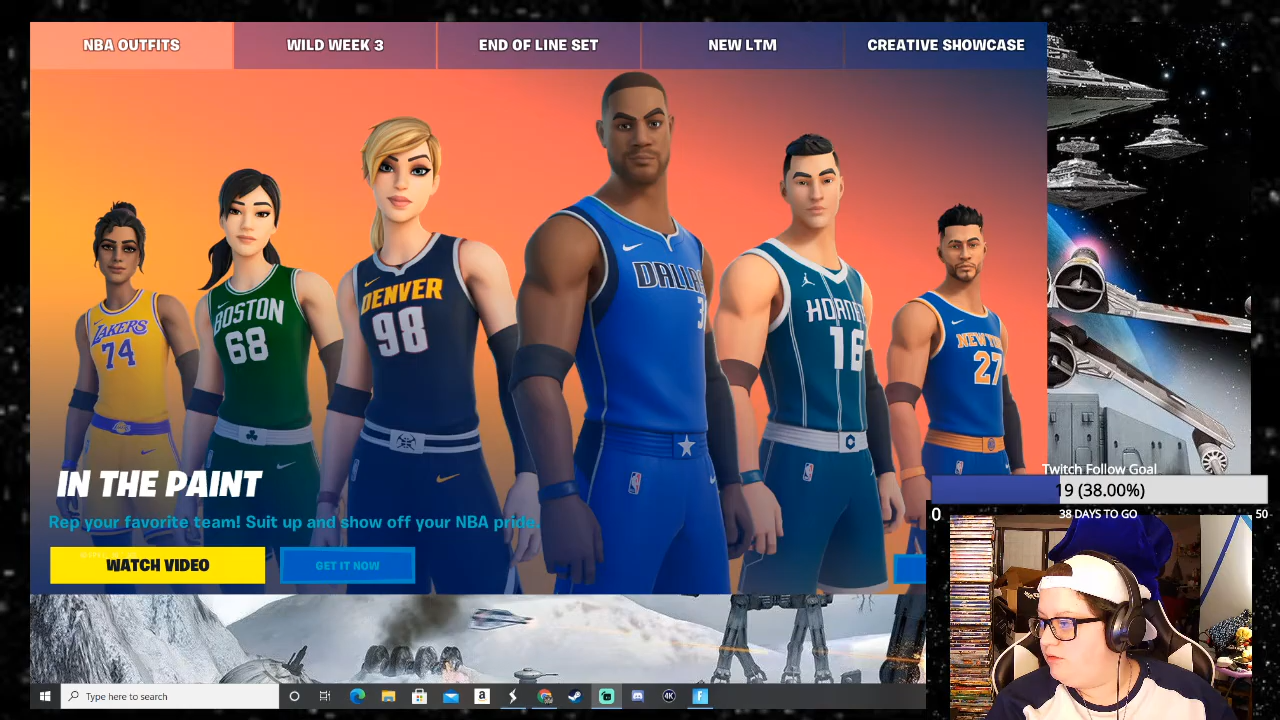 NBA OUTFITS
WILD WEEK 3
END OF LINE SET
NEW LTM
CREATIVE SHOWCASE
LAKERS
74
BOSTON
68
DENVER
98
DALLAS
3
HORNETS
16
NEW YORK
27
IN THE PAINT
Rep your favorite team! Suit up and show off your NBA pride.
WATCH VIDEO
GET IT NOW
Twitch Follow Goal
19 (38.00%)
0
38 DAYS TO GO
50
Type here to search
a
4K